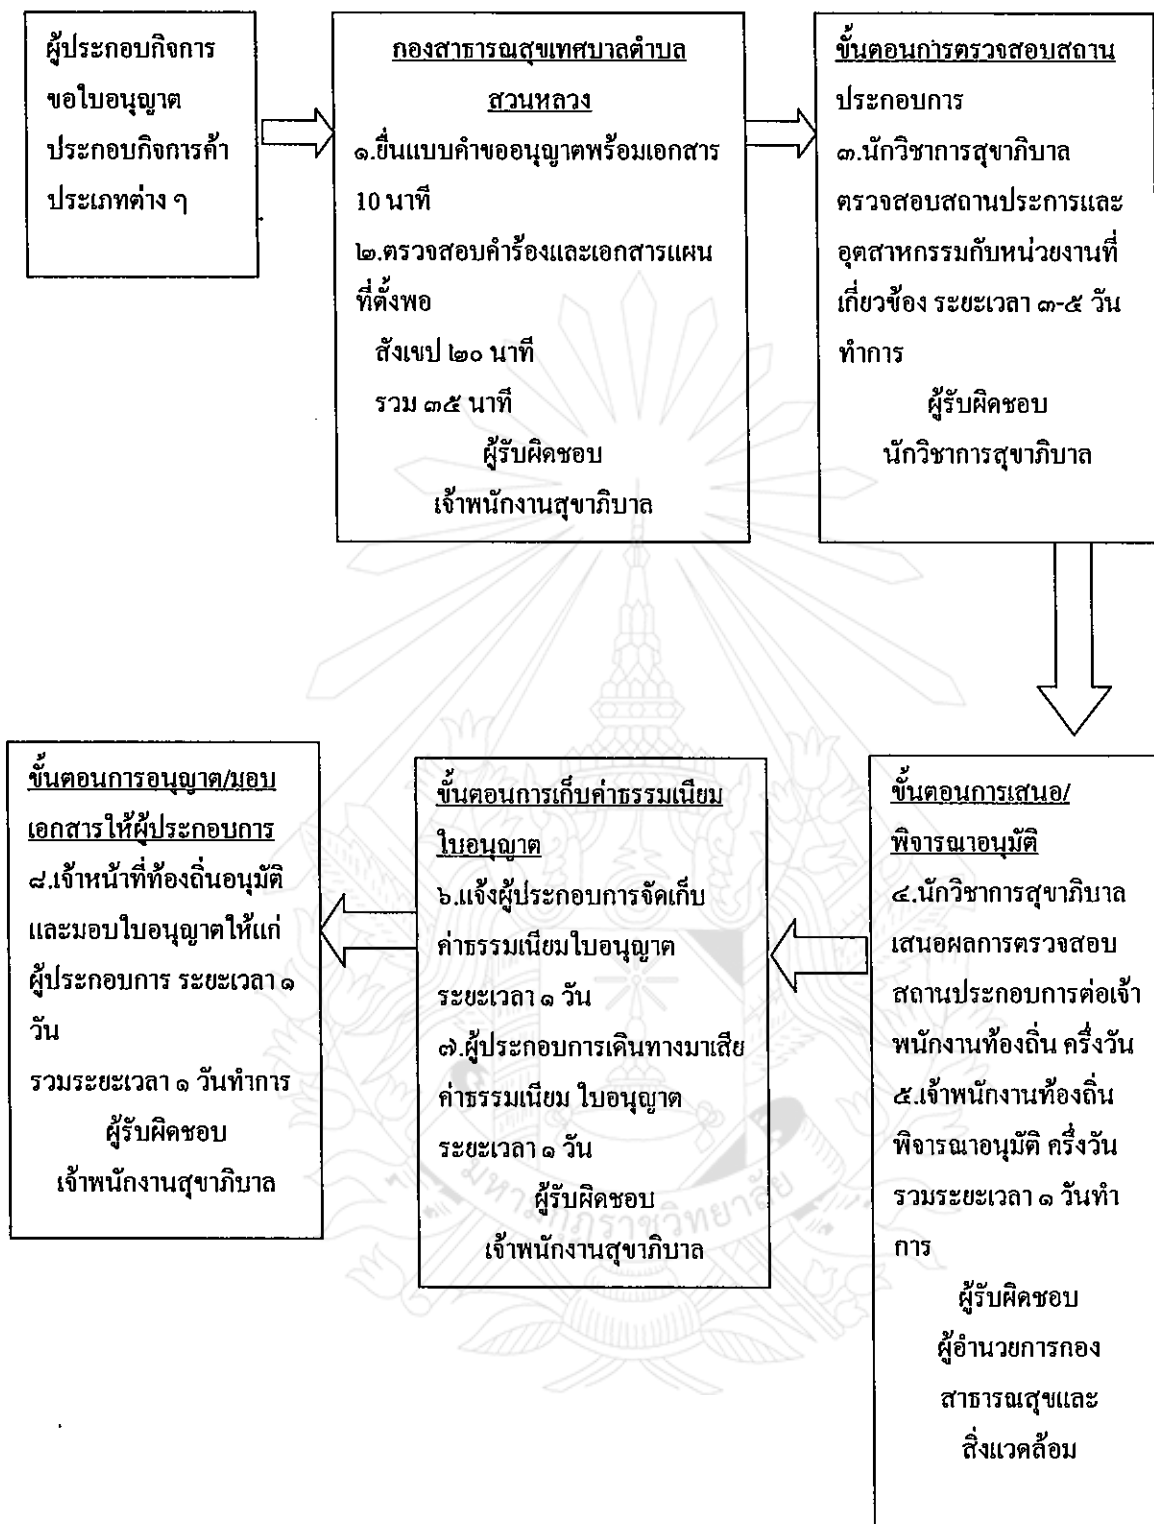 ผู้ประกอบกิจการ
ขอใบอนุญาต
ประกอบกิจการค้า
ประเภทต่าง ๆ
กองสาธารณสุขเทศบาลตำบล
สวนหลวง
๑.ยื่นแบบคำขออนุญาตพร้อมเอกสาร
10 นาที
๒.ตรวจสอบคำร้องและเอกสารแผน
ที่ตั้งพอ
สังเขป ๒๐ นาที
รวม ๓๕ นาที
ผู้รับผิดชอบ
เจ้าพนักงานสุขาภิบาล
ขั้นตอนการตรวจสอบสถาน
ประกอบการ
๓.นักวิชาการสุขาภิบาล
ตรวจสอบสถานประการและ
อุตสาหกรรมกับหน่วยงานที่
เกี่ยวข้อง ระยะเวลา ๓-๕ วัน
ทำการ
ผู้รับผิดชอบ
นักวิชาการสุขาภิบาล
ขั้นตอนการเสนอ/
พิจารณาอนุมัติ
๔.นักวิชาการสุขาภิบาล
เสนอผลการตรวจสอบ
สถานประกอบการต่อเจ้า
พนักงานท้องถิ่น ครึ่งวัน
๕.เจ้าพนักงานท้องถิ่น
พิจารณาอนุมัติ ครึ่งวัน
รวมระยะเวลา ๑ วันทำ
การ
ผู้รับผิดชอบ
ผู้อำนวยการกอง
สาธารณสุขและ
สิ่งแวดล้อม
ขั้นตอนการเก็บค่าธรรมเนียม
ใบอนุญาต
๖.แจ้งผู้ประกอบการจัดเก็บ
ค่าธรรมเนียมใบอนุญาต
ระยะเวลา ๑ วัน
๗.ผู้ประกอบการเดินทางมาเสีย
ค่าธรรมเนียม ใบอนุญาต
ระยะเวลา ๑ วัน
ผู้รับผิดชอบ
เจ้าพนักงานสุขาภิบาล
ขั้นตอนการอนุญาต/มอบ
เอกสารให้ผู้ประกอบการ
๘.เจ้าหน้าที่ท้องถิ่นอนุมัติ
และมอบใบอนุญาตให้แก่
ผู้ประกอบการ ระยะเวลา ๑
วัน
รวมระยะเวลา ๑ วันทำการ
ผู้รับผิดชอบ
เจ้าพนักงานสุขาภิบาล
มหามกุฏราชวิทยาลัย